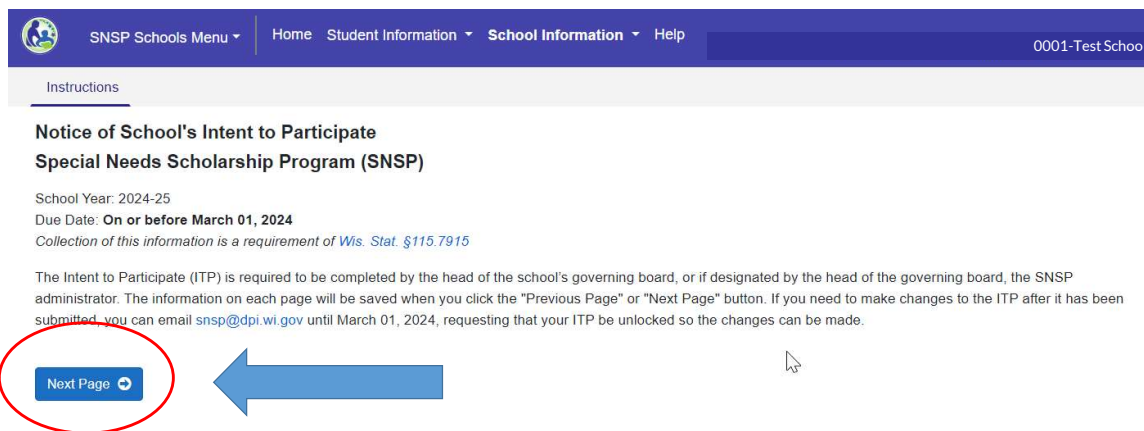 SNSP Schools Menu Home Student Information School Information Help
0001-Test Schoo
Instructions
Notice of School's Intent to Participate
Special Needs Scholarship Program (SNSP)
School Year: 2024-25
Due Date: On or before March 01, 2024
Collection of this information is a requirement of Wis. Stat. §115.7915
The Intent to Participate (ITP) is required to be completed by the head of the school's governing board, or if designated by the head of the governing board, the SNSP
administrator. The information on each page will be saved when you click the "Previous Page" or "Next Page" button. If you need to make changes to the ITP after it has been
submitted, you can email snsp@dpi.wi.gov until March 01, 2024, requesting that your ITP be unlocked so the changes can be made.
Next Page